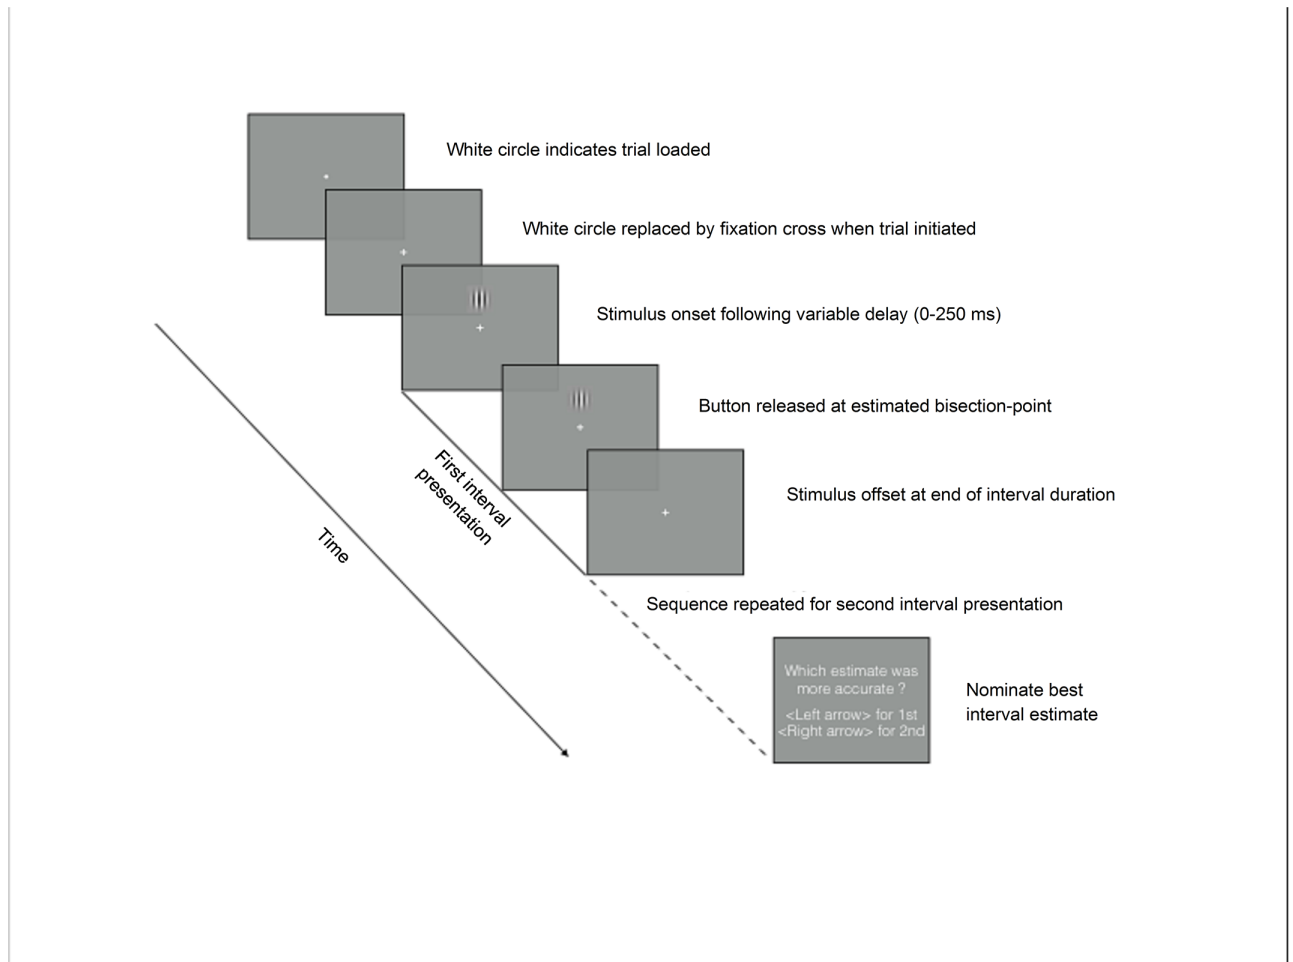 White circle indicates trial loaded
White circle replaced by fixation cross when trial initiated
Stimulus onset following variable delay (0-250 ms)
Button released at estimated bisection-point
First interval
presentation
Time
Stimulus offset at end of interval duration
Sequence repeated for second interval presentation
Which estimate was
more accurate ?
<Left arrow> for 1st
<Right arrow> for 2nd
Nominate best
interval estimate